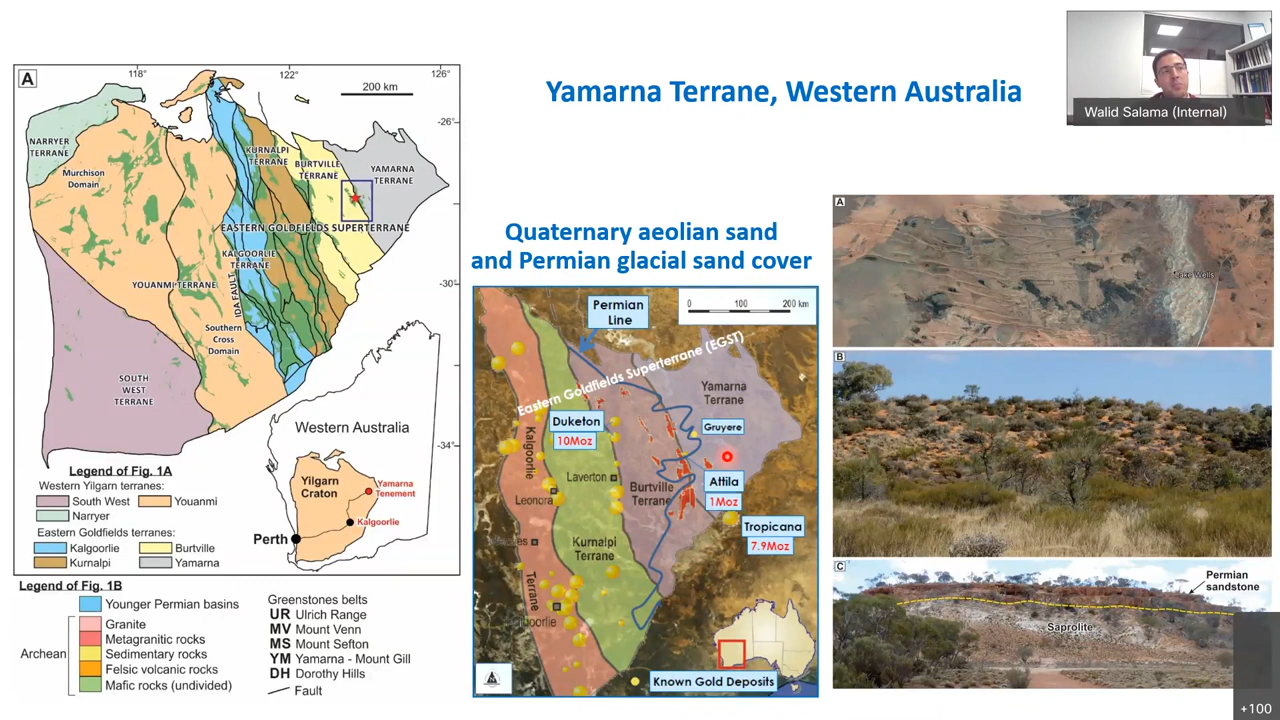 Yamarna Terrane, Western Australia
Walid Salama (Internal)
A
118°
122°
126°
200 km
-26°
-30°
-34°
NARRYER
TERRANE
Murchison
Domain
KURNALPI
TERRANE
BURTVILLE
TERRANE
YAMARNA
TERRANE
EASTERN GOLDFIELDS SUPERTERRANE
KALGOORLIE
TERRANE
YOUANMI TERRANE
IDA FAULT
Southern
Cross
Domain
SOUTH
WEST
TERRANE
Western Australia
Yilgarn
Craton
Yamarna
Tenement
Kalgoorlie
Perth
Legend of Fig. 1A
Western Yilgarn terranes:
South West
Youanmi
Narryer
Eastern Goldfields terranes:
Kalgoorlie
Burtville
Kurnalpi
Yamarna
Legend of Fig. 1B
Younger Permian basins
Archean
Granite
Metagranitic rocks
Sedimentary rocks
Felsic volcanic rocks
Mafic rocks (undivided)
Greenstones belts
UR Ulrich Range
MV Mount Venn
MS Mount Sefton
YM Yamarna - Mount Gill
DH Dorothy Hills
Fault
Quaternary aeolian sand
and Permian glacial sand cover
Permian
Line
0 100 200 km
Eastern Goldfields Superterrane (EGST)
Yamarna
Terrane
Duketon
10Moz
Gruyere
Kalgoorlie
Laverton
Leonora
Burtville
Terrane
Attila
1Moz
Tropicana
7.9Moz
Kurnalpi
Terrane
Terrane
Known Gold Deposits
A
Lake Wells
B
C
Permian
sandstone
Saprolite
+100